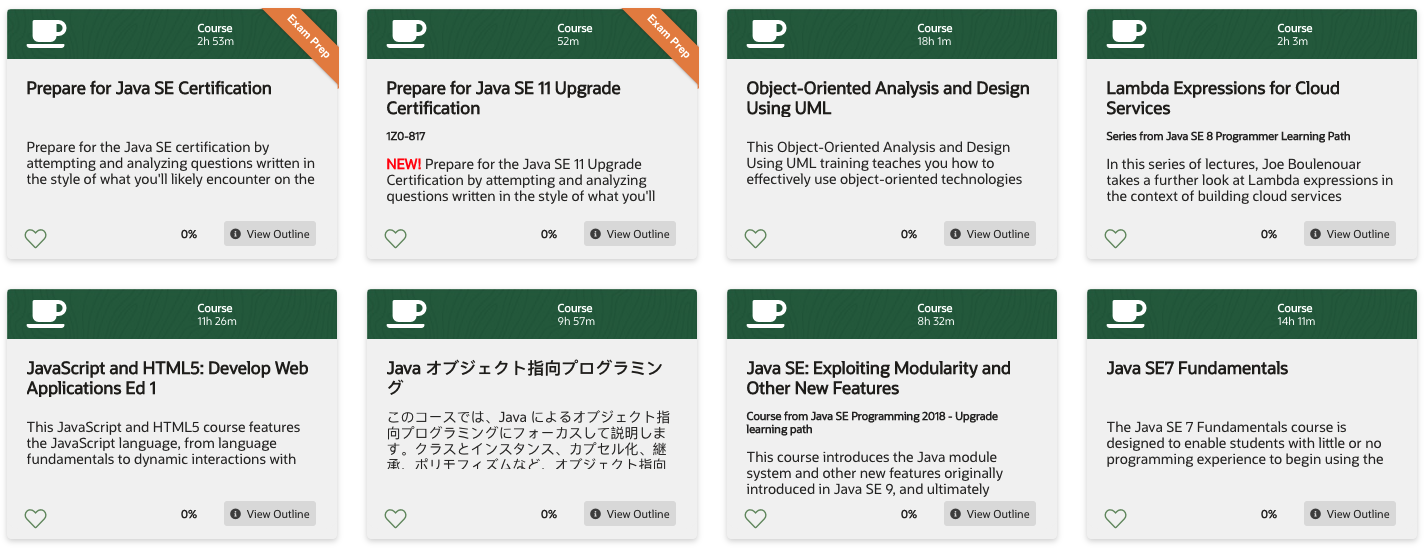 Course
2h 53m
Exam Prep
Prepare for Java SE Certification
Prepare for the Java SE certification by
attempting and analyzing questions written in
the style of what you'll likely encounter on the
0%
View Outline
Course
52m
Exam Prep
Prepare for Java SE 11 Upgrade
Certification
1Z0-817
NEW! Prepare for the Java SE 11 Upgrade
Certification by attempting and analyzing
questions written in the style of what you'll
0%
View Outline
Course
18h 1m
Object-Oriented Analysis and Design
Using UML
This Object-Oriented Analysis and Design
Using UML training teaches you how to
effectively use object-oriented technologies
0%
View Outline
Course
2h 3m
Lambda Expressions for Cloud
Services
Series from Java SE 8 Programmer Learning Path
In this series of lectures, Joe Boulenouar
takes a further look at Lambda expressions in
the context of building cloud services
0%
View Outline
Course
11h 26m
JavaScript and HTML5: Develop Web
Applications Ed 1
This JavaScript and HTML5 course features
the JavaScript language, from language
fundamentals to dynamic interactions with
0%
View Outline
Course
9h 57m
Java オブジェクト指向プログラミン
グ
このコースでは、Java によるオブジェクト指
向プログラミングにフォーカスして説明しま
す。クラスとインスタンス、カプセル化、継
承、ポリモフィズムなど、オブジェクト指向
0%
View Outline
Course
8h 32m
Java SE: Exploiting Modularity and
Other New Features
Course from Java SE Programming 2018 - Upgrade
learning path
This course introduces the Java module
system and other new features originally
introduced in Java SE 9, and ultimately
0%
View Outline
Course
14h 11m
Java SE7 Fundamentals
The Java SE 7 Fundamentals course is
designed to enable students with little or no
programming experience to begin using the
0%
View Outline